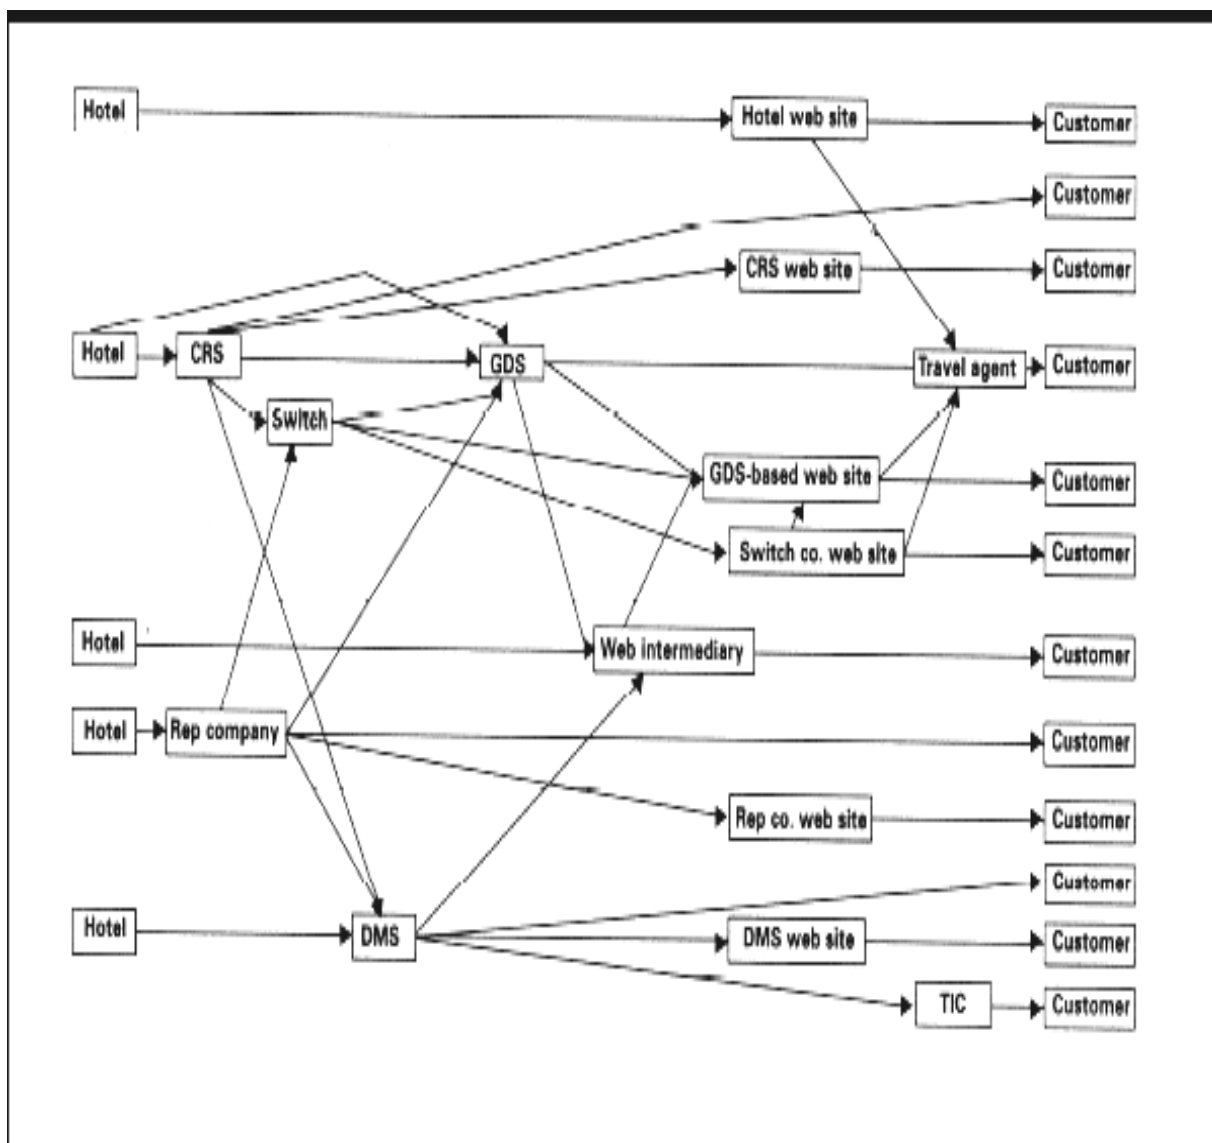 Hotel
Hotel web site
Customer
Customer
CRS web site
Customer
Hotel
CRS
GDS
Travel agent
Customer
Switch
GDS-based web site
Customer
Switch co. web site
Customer
Hotel
Web intermediary
Customer
Hotel
Rep company
Customer
Rep co. web site
Customer
Customer
Hotel
DMS
DMS web site
Customer
TIC
Customer